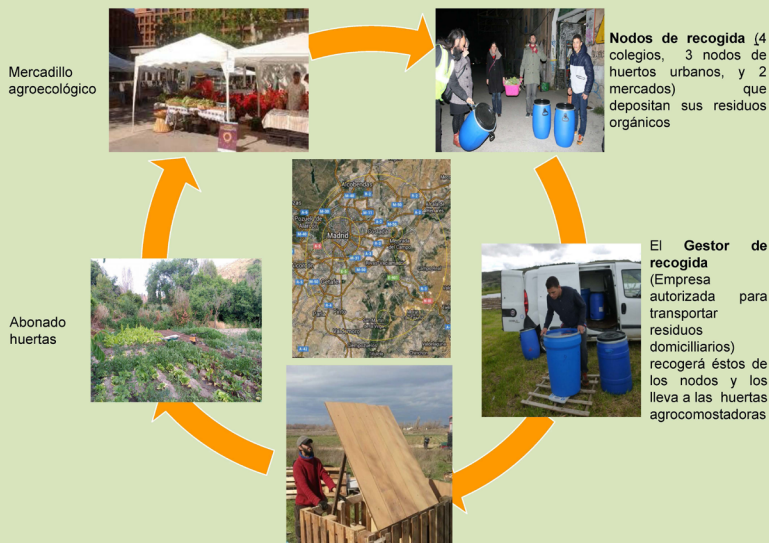 Mercadillo
agroecológico
Nodos de recogida (4
colegios, 3 nodos de
huertos urbanos, y 2
mercados) que
depositan sus residuos
orgánicos
Madrid
El Gestor de
recogida
(Empresa
autorizada para
transportar
residuos
domicilliarios)
recogerá éstos de
los nodos y los
lleva a las huertas
agrocomostadoras
Abonado
huertas